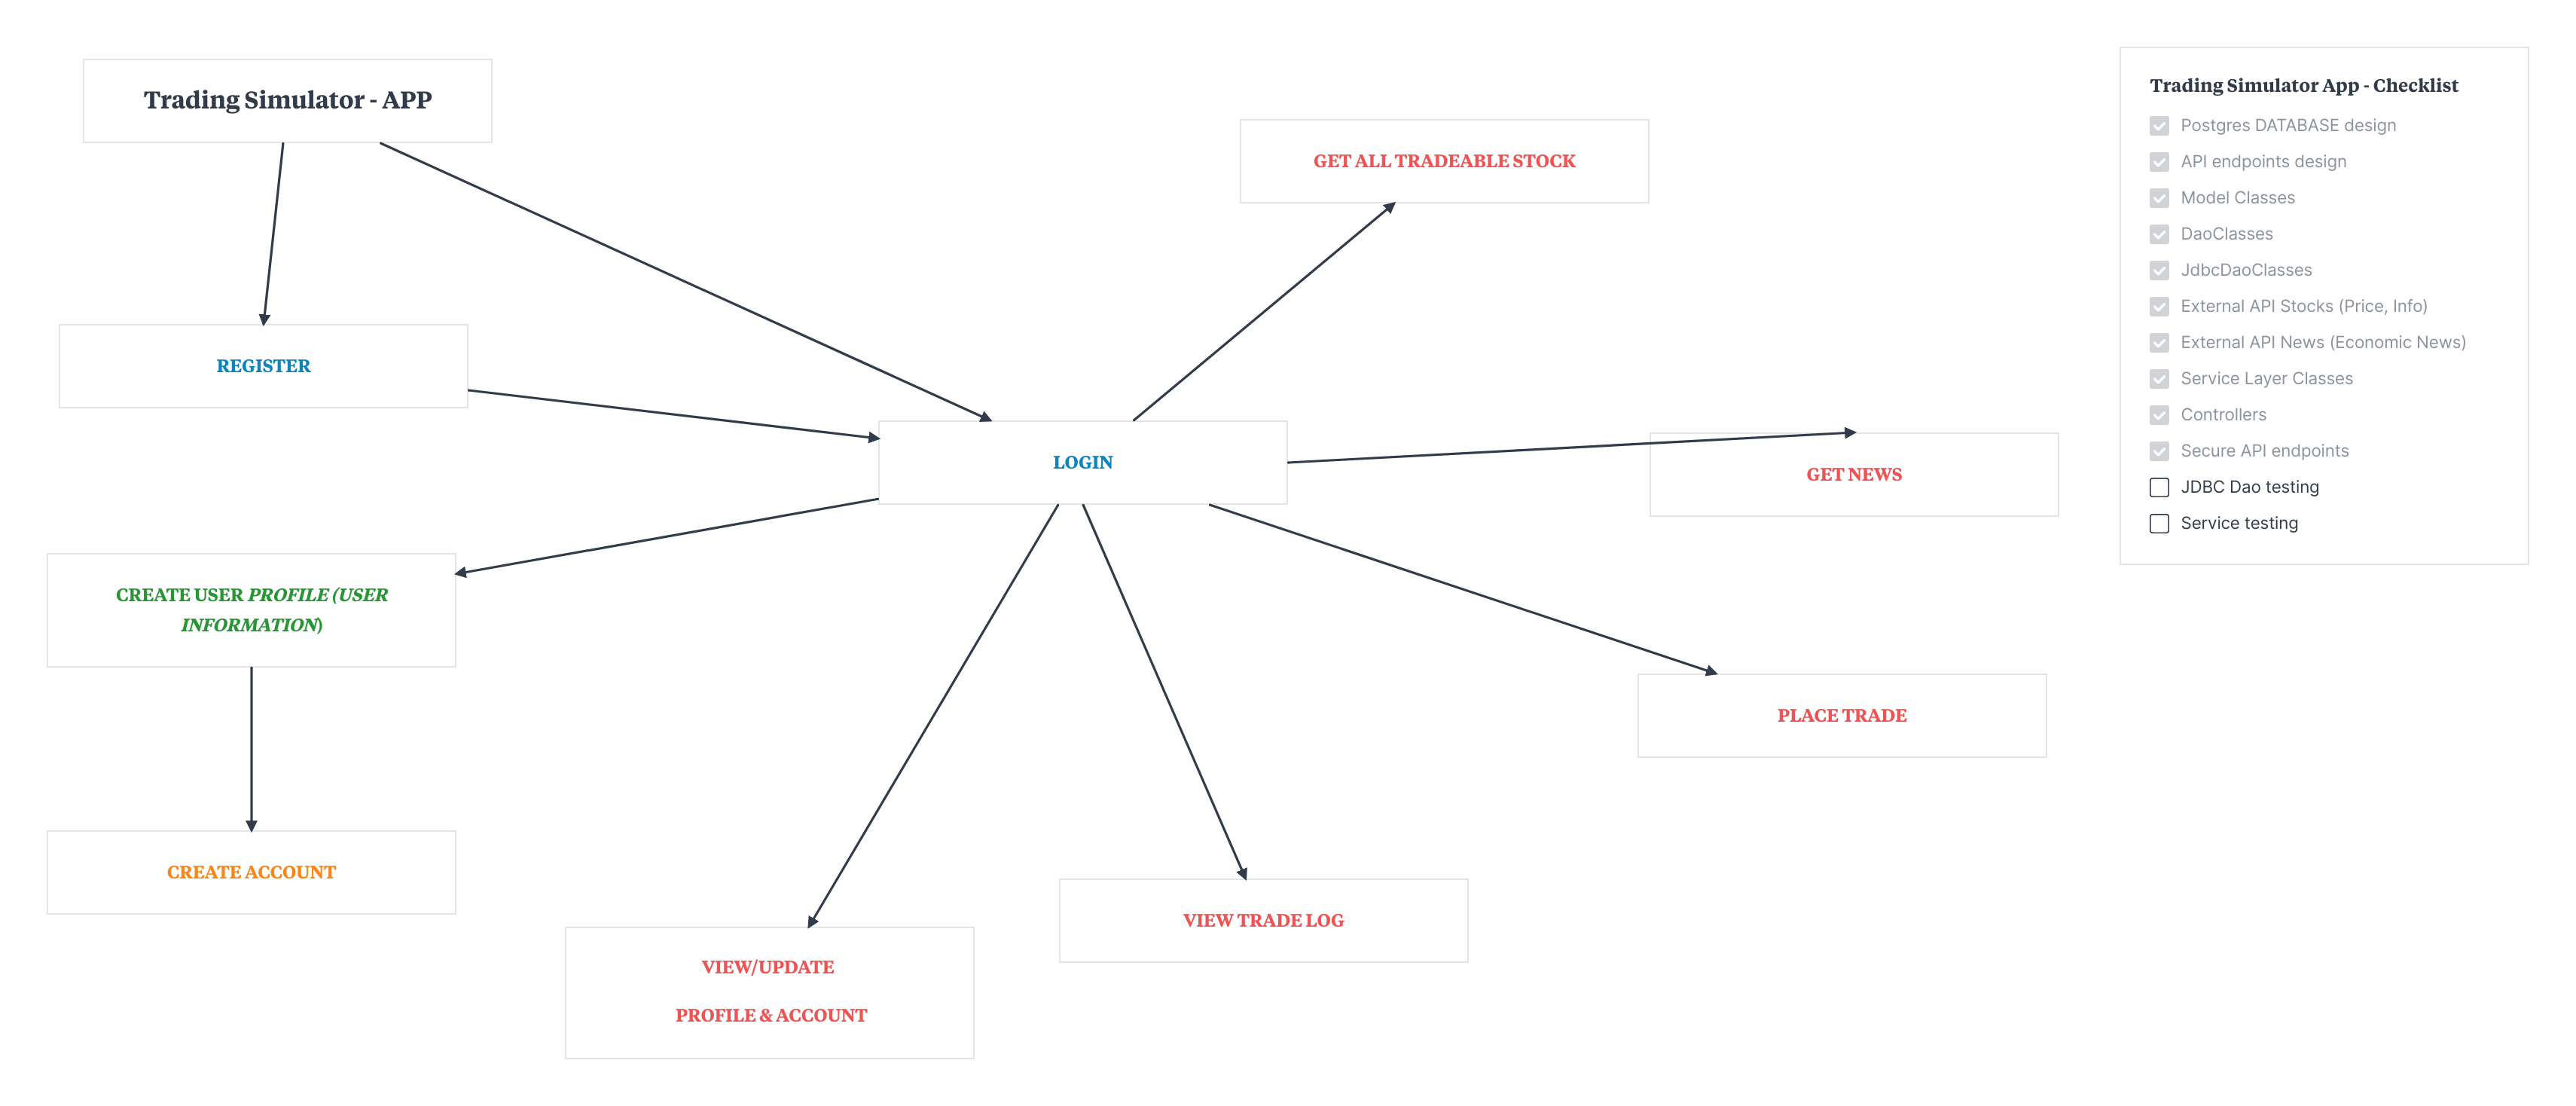 Trading Simulator - APP
REGISTER
LOGIN
GET ALL TRADEABLE STOCK
GET NEWS
CREATE USER PROFILE (USER
INFORMATION)
PLACE TRADE
CREATE ACCOUNT
VIEW TRADE LOG
VIEW/UPDATE
PROFILE & ACCOUNT
Trading Simulator App - Checklist
Postgres DATABASE design
API endpoints design
Model Classes
DaoClasses
JdbcDaoClasses
External API Stocks (Price, Info)
External API News (Economic News)
Service Layer Classes
Controllers
Secure API endpoints
JDBC Dao testing
Service testing